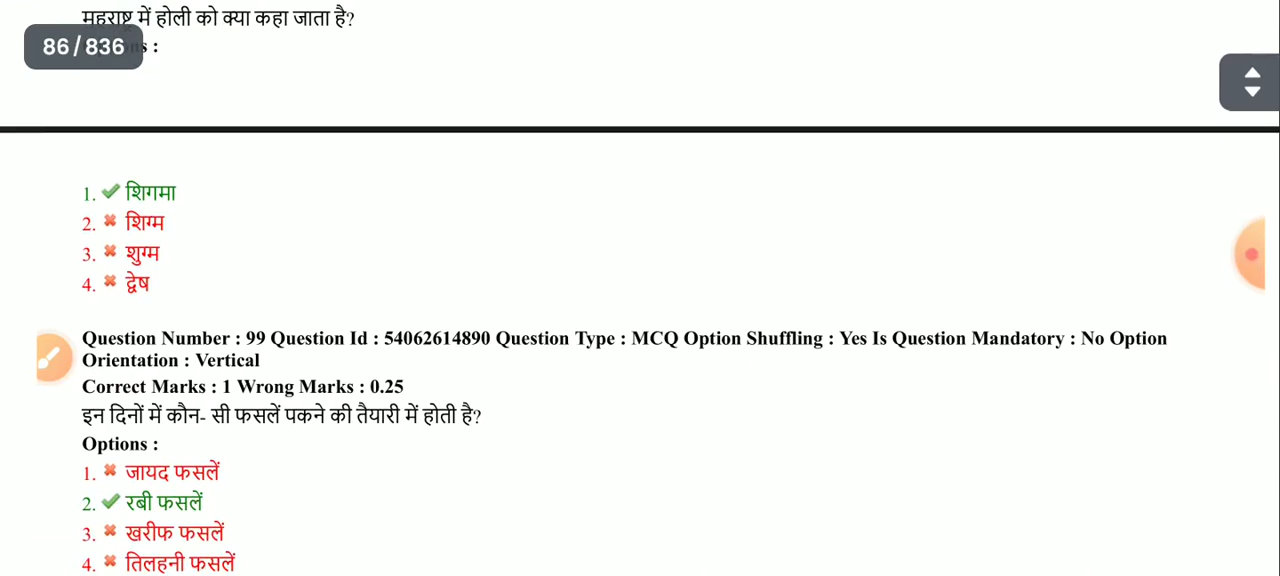 महराष्ट्र में होली को क्या कहा जाता है?
86 / 836
ns :
1. शिगमा
2. शिग्म
3. शुग्म
4. द्वेष
Question Number : 99 Question Id : 54062614890 Question Type : MCQ Option Shuffling : Yes Is Question Mandatory : No Option
Orientation : Vertical
Correct Marks : 1 Wrong Marks : 0.25
इन दिनों में कौन- सी फसलें पकने की तैयारी में होती है?
Options :
1. जायद फसलें
2. रबी फसलें
3. खरीफ फसलें
4. तिलहनी फसलें